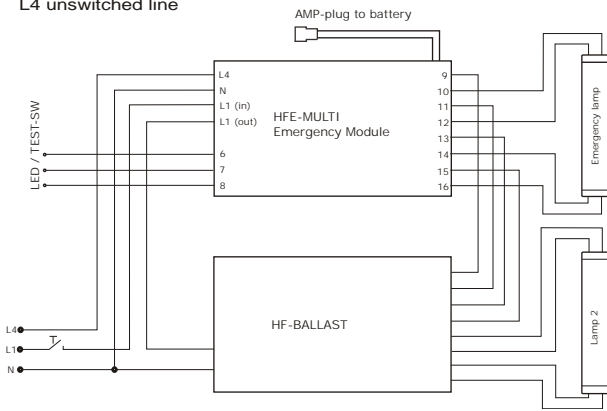 L4 unswitched line
AMP-plug to battery
L4
N
L1 (in)
L1 (out)
6
7
8
HFE-MULTI
Emergency Module
9
10
11
12
13
14
15
16
Emergency lamp
LED / TEST-SW
HF-BALLAST
Lamp 2
L4
L1
T
N